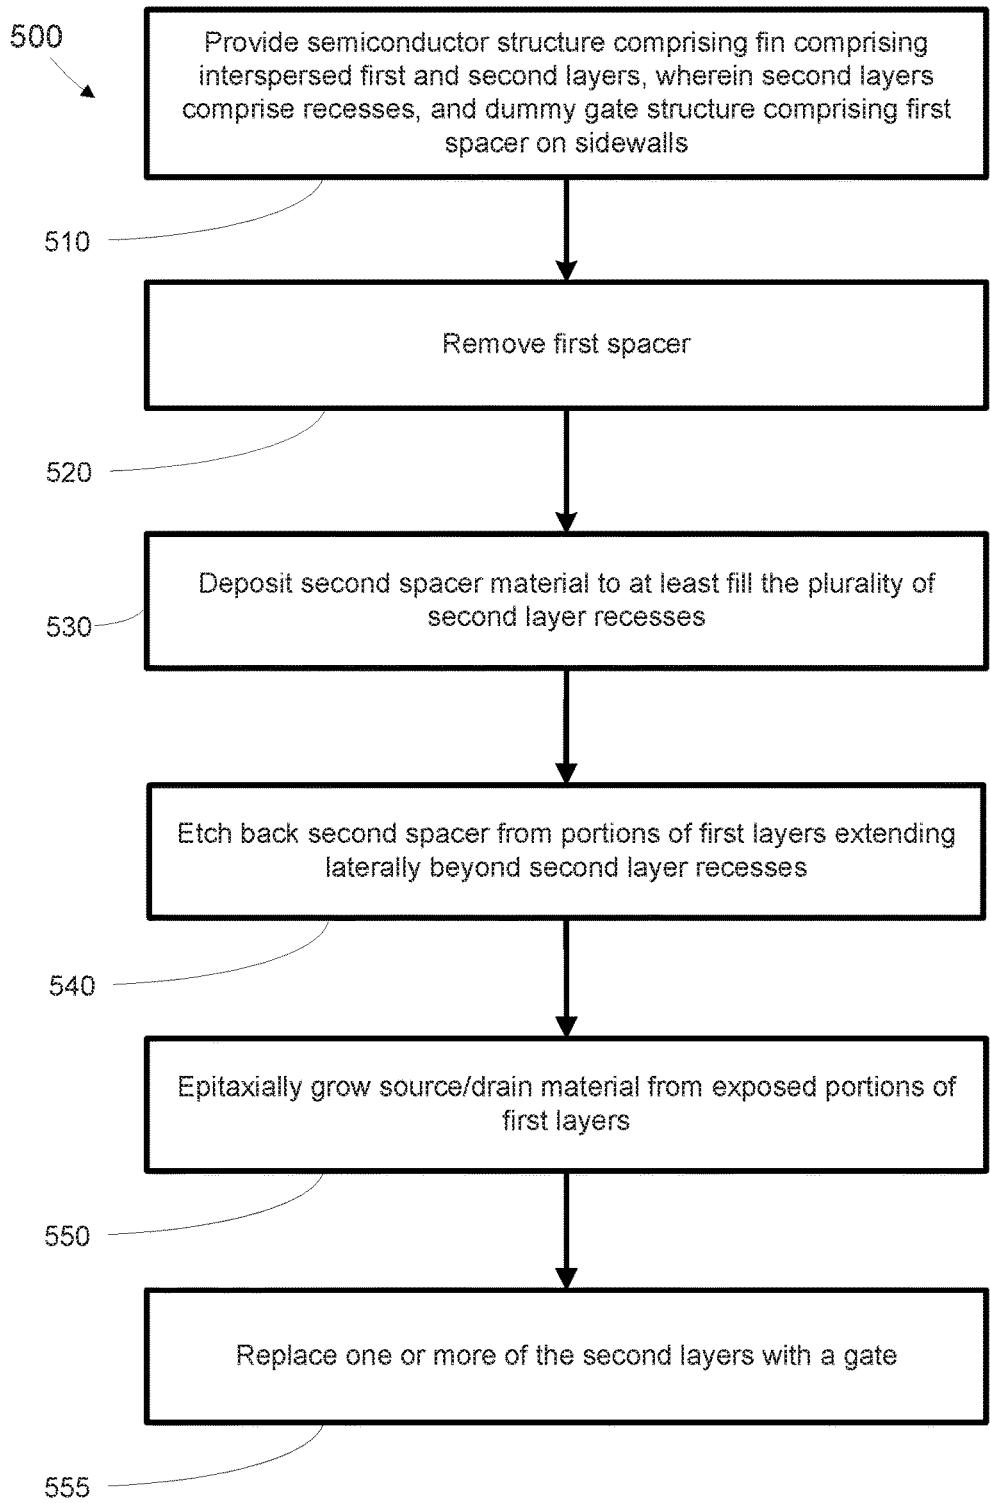 500
Provide semiconductor structure comprising fin comprising
interspersed first and second layers, wherein second layers
comprise recesses, and dummy gate structure comprising first
spacer on sidewalls
510
Remove first spacer
520
Deposit second spacer material to at least fill the plurality of
second layer recesses
530
Etch back second spacer from portions of first layers extending
laterally beyond second layer recesses
540
Epitaxially grow source/drain material from exposed portions of
first layers
550
Replace one or more of the second layers with a gate
555